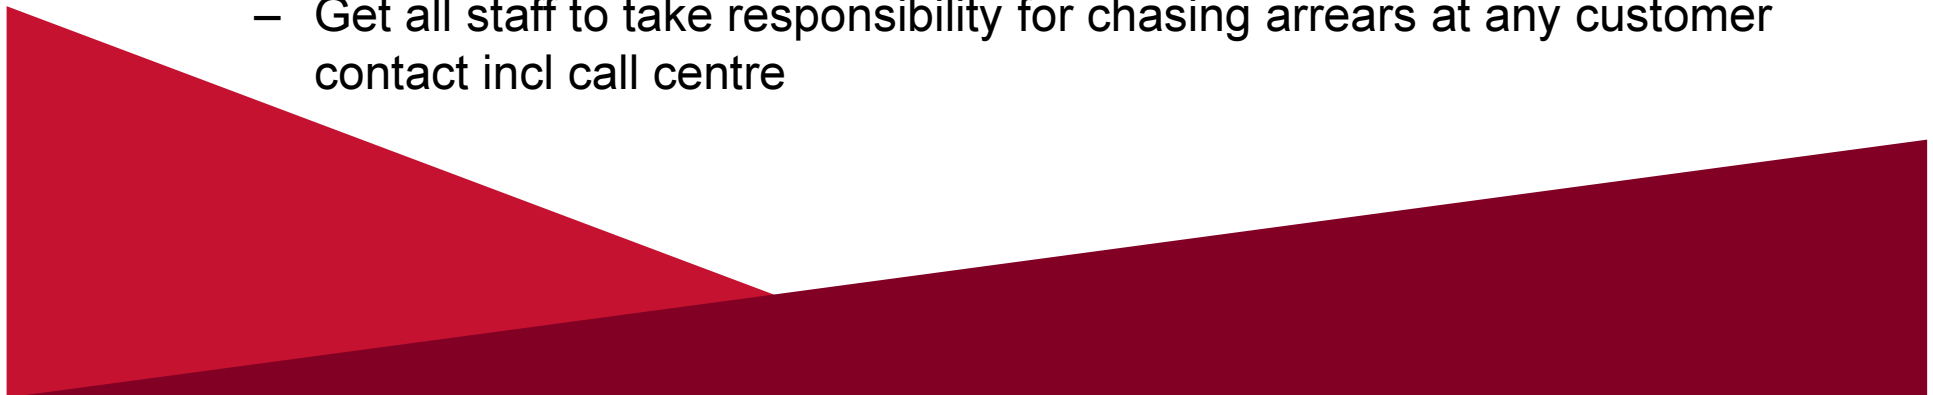 – Get all staff to take responsibility for chasing arrears at any customer
contact incl call centre